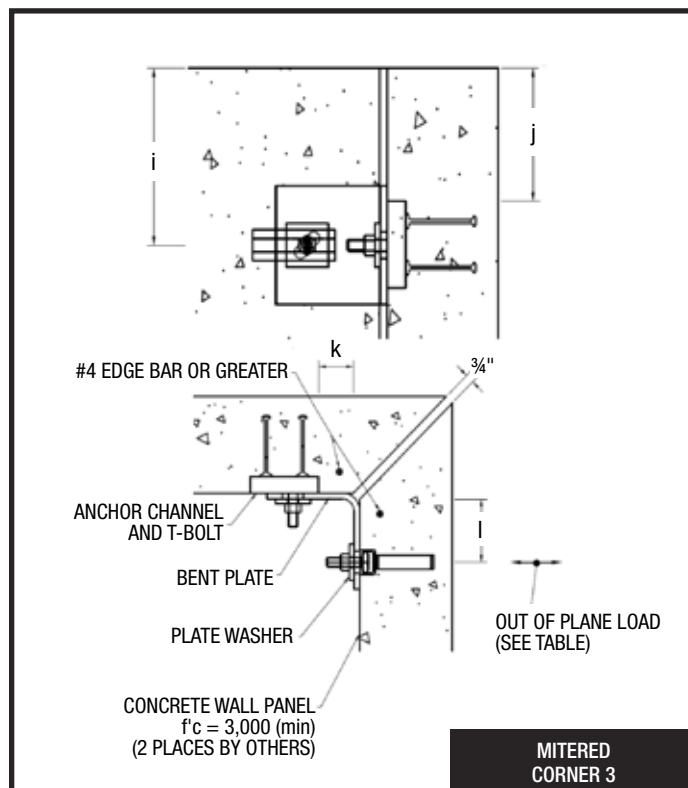 i
j
k
#4 EDGE BAR OR GREATER
¾"
ANCHOR CHANNEL
AND T-BOLT
l
BENT PLATE
PLATE WASHER
OUT OF PLANE LOAD
(SEE TABLE)
CONCRETE WALL PANEL
f'c = 3,000 (min)
(2 PLACES BY OTHERS)
MITERED
CORNER 3